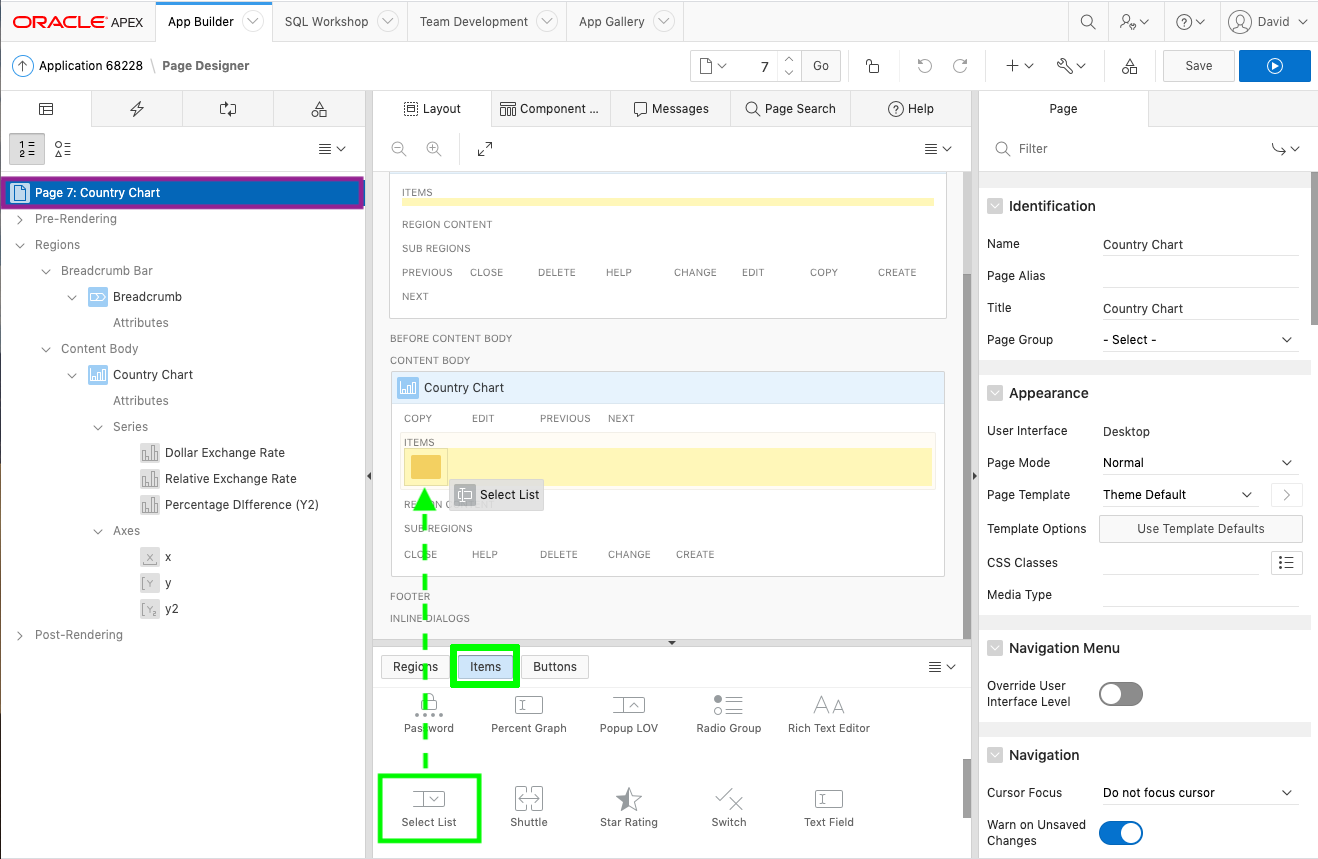 ORACLE APEX App Builder SQL Workshop Team Development App Gallery David
Application 68228 \ Page Designer 7 Go Save
Layout Component ... Messages Page Search Help Page
Filter
Page 7: Country Chart
Pre-Rendering
Regions
Breadcrumb Bar
Breadcrumb
Attributes
Content Body
Country Chart
Attributes
Series
Dollar Exchange Rate
Relative Exchange Rate
Percentage DIfference (Y2)
Axes
x
y
y2
Post-Rendering
ITEMS
REGION CONTENT
SUB REGIONS
PREVIOUS CLOSE DELETE HELP CHANGE EDIT COPY CREATE
NEXT
BEFORE CONTENT BODY
CONTENT BODY
Country Chart
COPY EDIT PREVIOUS NEXT
ITEMS
Select List
SUB REGIONS
CLOSE HELP DELETE CHANGE CREATE
FOOTER
INLINE DIALOGS
Regions Items Buttons
Password Percent Graph Popup LOV Radio Group Rich Text Editor
Select List Shuttle Star Rating Switch Text Field
Identification
Name Country Chart
Page Alias
Title Country Chart
Page Group - Select -
Appearance
User Interface Desktop
Page Mode Normal
Page Template Theme Default
Template Options Use Template Defaults
CSS Classes
Media Type
Navigation Menu
Override User
Interface Level
Navigation
Cursor Focus Do not focus cursor
Warn on Unsaved
Changes